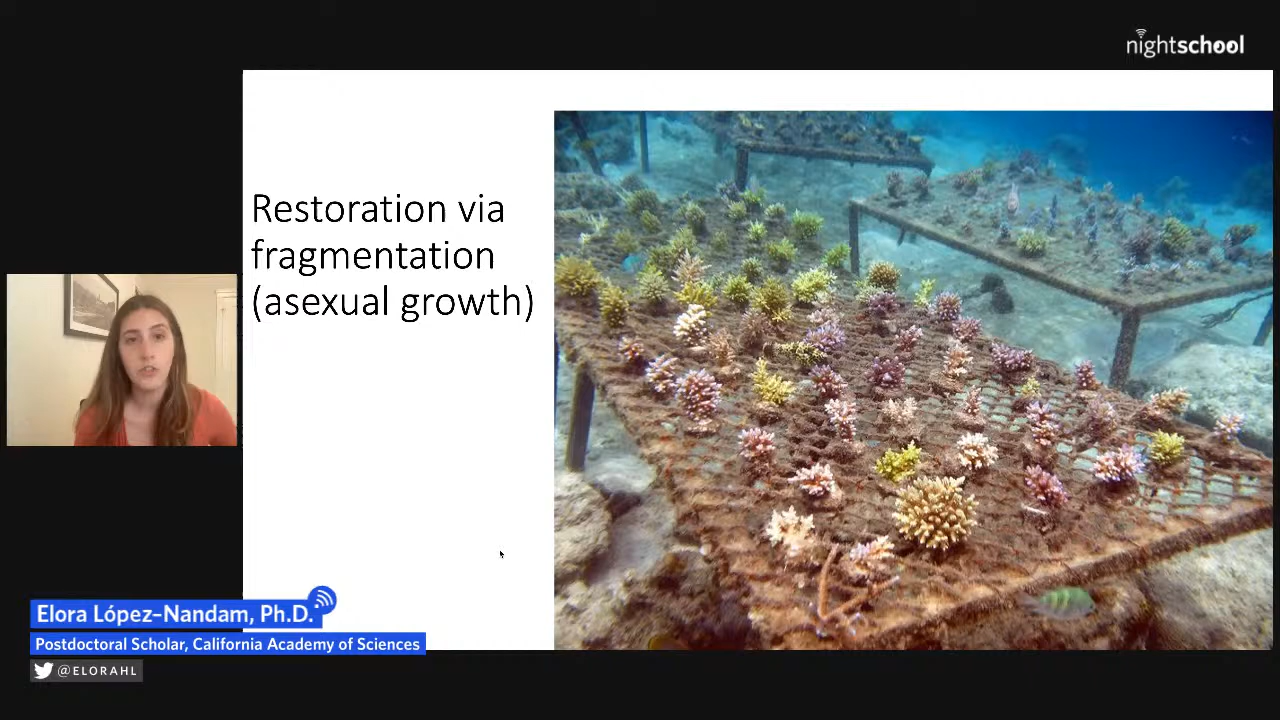 nightschool
Restoration via
fragmentation
(asexual growth)
Elora López-Nandam, Ph.D.
Postdoctoral Scholar, California Academy of Sciences
@ELORAHL